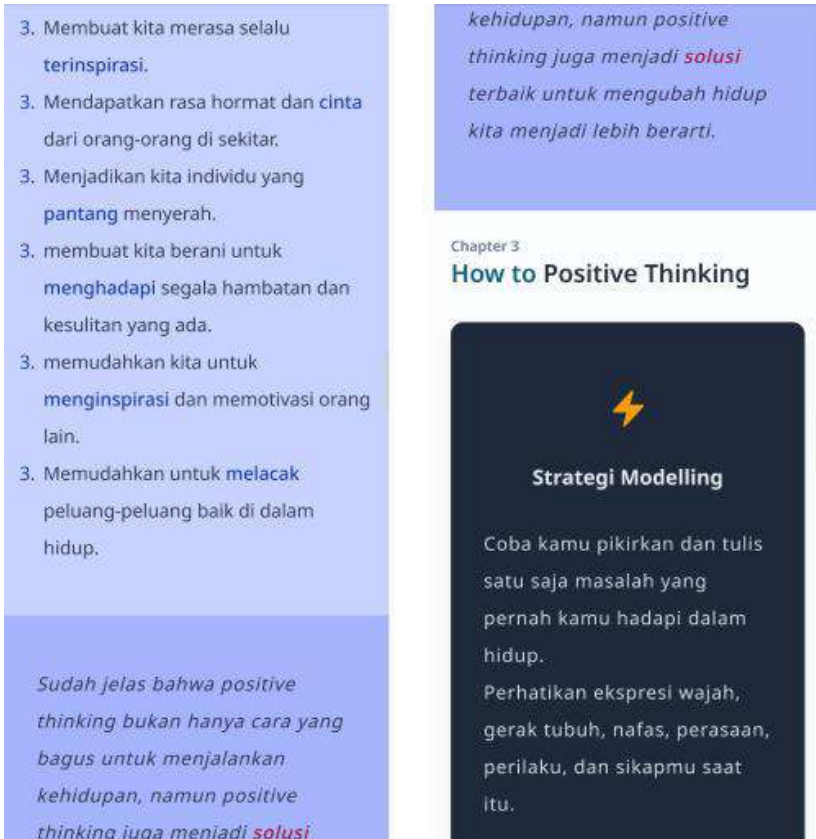 3. Membuat kita merasa selalu
terinspirasi.
3. Mendapatkan rasa hormat dan cinta
dari orang-orang di sekitar.
3. Menjadikan kita individu yang
pantang menyerah.
3. membuat kita berani untuk
menghadapi segala hambatan dan
kesulitan yang ada.
3. memudahkan kita untuk
menginspirasi dan memotivasi orang
lain.
3. Memudahkan untuk melacak
peluang-peluang baik di dalam
hidup.
Sudah jelas bahwa positive
thinking bukan hanya cara yang
bagus untuk menjalankan
kehidupan, namun positive
thinking juga menjadi solusi
kehidupan, namun positive
thinking juga menjadi solusi
terbaik untuk mengubah hidup
kita menjadi lebih berarti.
Chapter 3
How to Positive Thinking
Strategi Modelling
Coba kamu pikirkan dan tulis
satu saja masalah yang
pernah kamu hadapi dalam
hidup.
Perhatikan ekspresi wajah,
gerak tubuh, nafas, perasaan,
perilaku, dan sikapmu saat
itu.